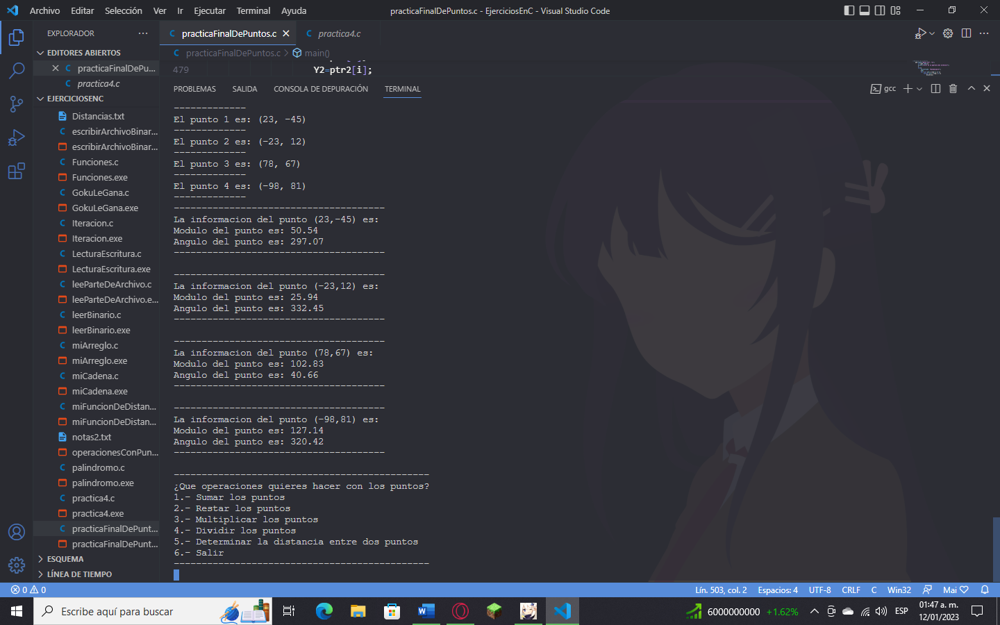 Archivo Editar Selección Ver Ir Ejecutar Terminal Ayuda
practicaFinalDePuntos.c - EjerciciosEnC - Visual Studio Code
EXPLORADOR
EDITORES ABIERTOS
practicaFinalDePu...
practica4.c
EJERCICIOSENC
Distancias.txt
escribirArchivoBinar...
escribirArchivoBinar...
Funciones.c
Funciones.exe
GokuLeGana.c
GokuLeGana.exe
Iteracion.c
Iteracion.exe
LecturaEscritura.c
LecturaEscritura.exe
leeParteDeArchivo.c
leeParteDeArchivo.e...
leerBinario.c
leerBinario.exe
miArreglo.c
miArreglo.exe
miCadena.c
miCadena.exe
miFuncionDeDistan...
miFuncionDeDistan...
notas2.txt
operacionesConPun...
palindromo.c
palindromo.exe
practica4.c
practica4.exe
practicaFinalDePunt...
practicaFinalDePunt...
ESQUEMA
LÍNEA DE TIEMPO
practicaFinalDePuntos.c practica4.c
practicaFinalDePuntos.c > main()
479 Y2=ptr2[i];
PROBLEMAS SALIDA CONSOLA DE DEPURACIÓN TERMINAL
gcc
-------------
El punto 1 es: (23, -45)
-------------
El punto 2 es: (-23, 12)
-------------
El punto 3 es: (78, 67)
-------------
El punto 4 es: (-98, 81)
-------------
--------------------------------------
La informacion del punto (23,-45) es:
Modulo del punto es: 50.54
Angulo del punto es: 297.07
--------------------------------------
--------------------------------------
La informacion del punto (-23,12) es:
Modulo del punto es: 25.94
Angulo del punto es: 332.45
--------------------------------------
--------------------------------------
La informacion del punto (78,67) es:
Modulo del punto es: 102.83
Angulo del punto es: 40.66
--------------------------------------
--------------------------------------
La informacion del punto (-98,81) es:
Modulo del punto es: 127.14
Angulo del punto es: 320.42
--------------------------------------
----------------------------------------------
¿Que operaciones quieres hacer con los puntos?
1.- Sumar los puntos
2.- Restar los puntos
3.- Multiplicar los puntos
4.- Dividir los puntos
5.- Determinar la distancia entre dos puntos
6.- Salir
----------------------------------------------
0 0
Lín. 503, col. 2 Espacios: 4 UTF-8 CRLF C Win32 Mai
Escribe aquí para buscar
6000000000 +1.62%
ESP
01:47 a. m.
12/01/2023